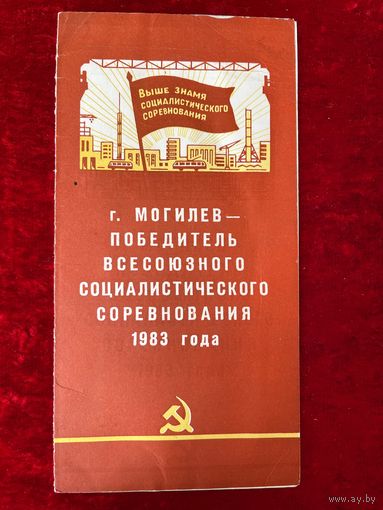 Выше знамя
социалистического
соревнования
г. МОГИЛЕВ —
ПОБЕДИТЕЛЬ
ВСЕСОЮЗНОГО
СОЦИАЛИСТИЧЕСКОГО
СОРЕВНОВАНИЯ
1983 года
www.ay.by